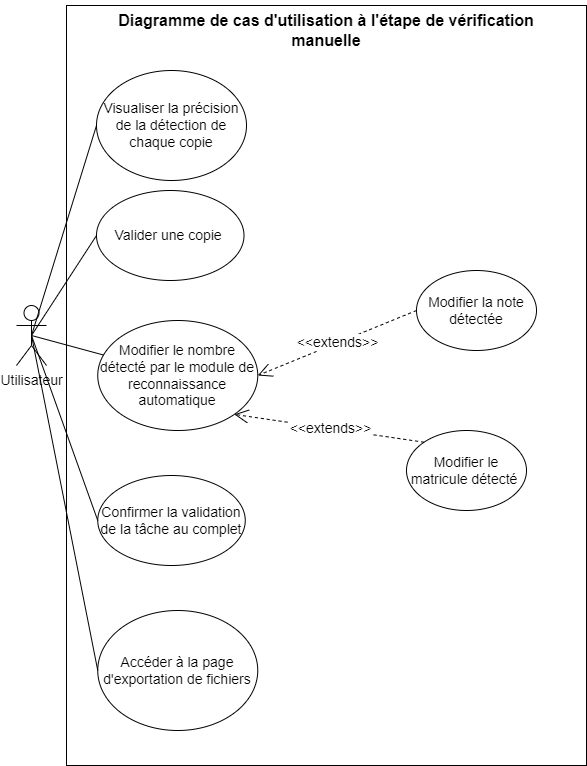 Diagramme de cas d'utilisation à l'étape de vérification
manuelle
Visualiser la précision
de la détection de
chaque copie
Valider une copie
Modifier la note
détectée
<<extends>>
Utilisateur
Modifier le nombre
détecté par le module de
reconnaissance
automatique
<<extends>>
Modifier le
matricule détecté
Confirmer la validation
de la tâche au complet
Accéder à la page
d'exportation de fichiers